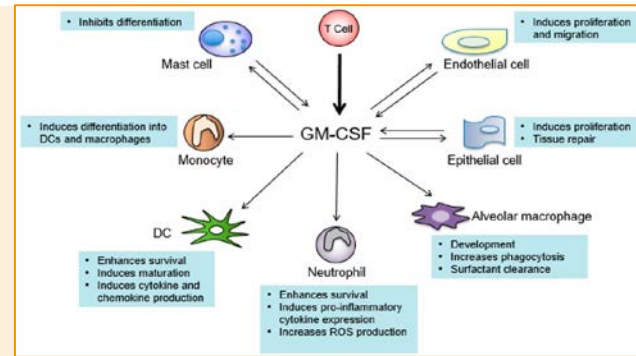 • Inhibits differentiation
Mast cell
T Cell
• Induces proliferation
and migration
Endothelial cell
• Induces differentiation into
DCs and macrophages
Monocyte
GM-CSF
• Induces proliferation
• Tissue repair
Epithelial cell
DC
• Enhances survival
• Induces maturation
• Induces cytokine and
chemokine production
Neutrophil
• Enhances survival
• Induces pro-inflammatory
cytokine expression
• Increases ROS production
Alveolar macrophage
• Development
• Increases phagocytosis
• Surfactant clearance